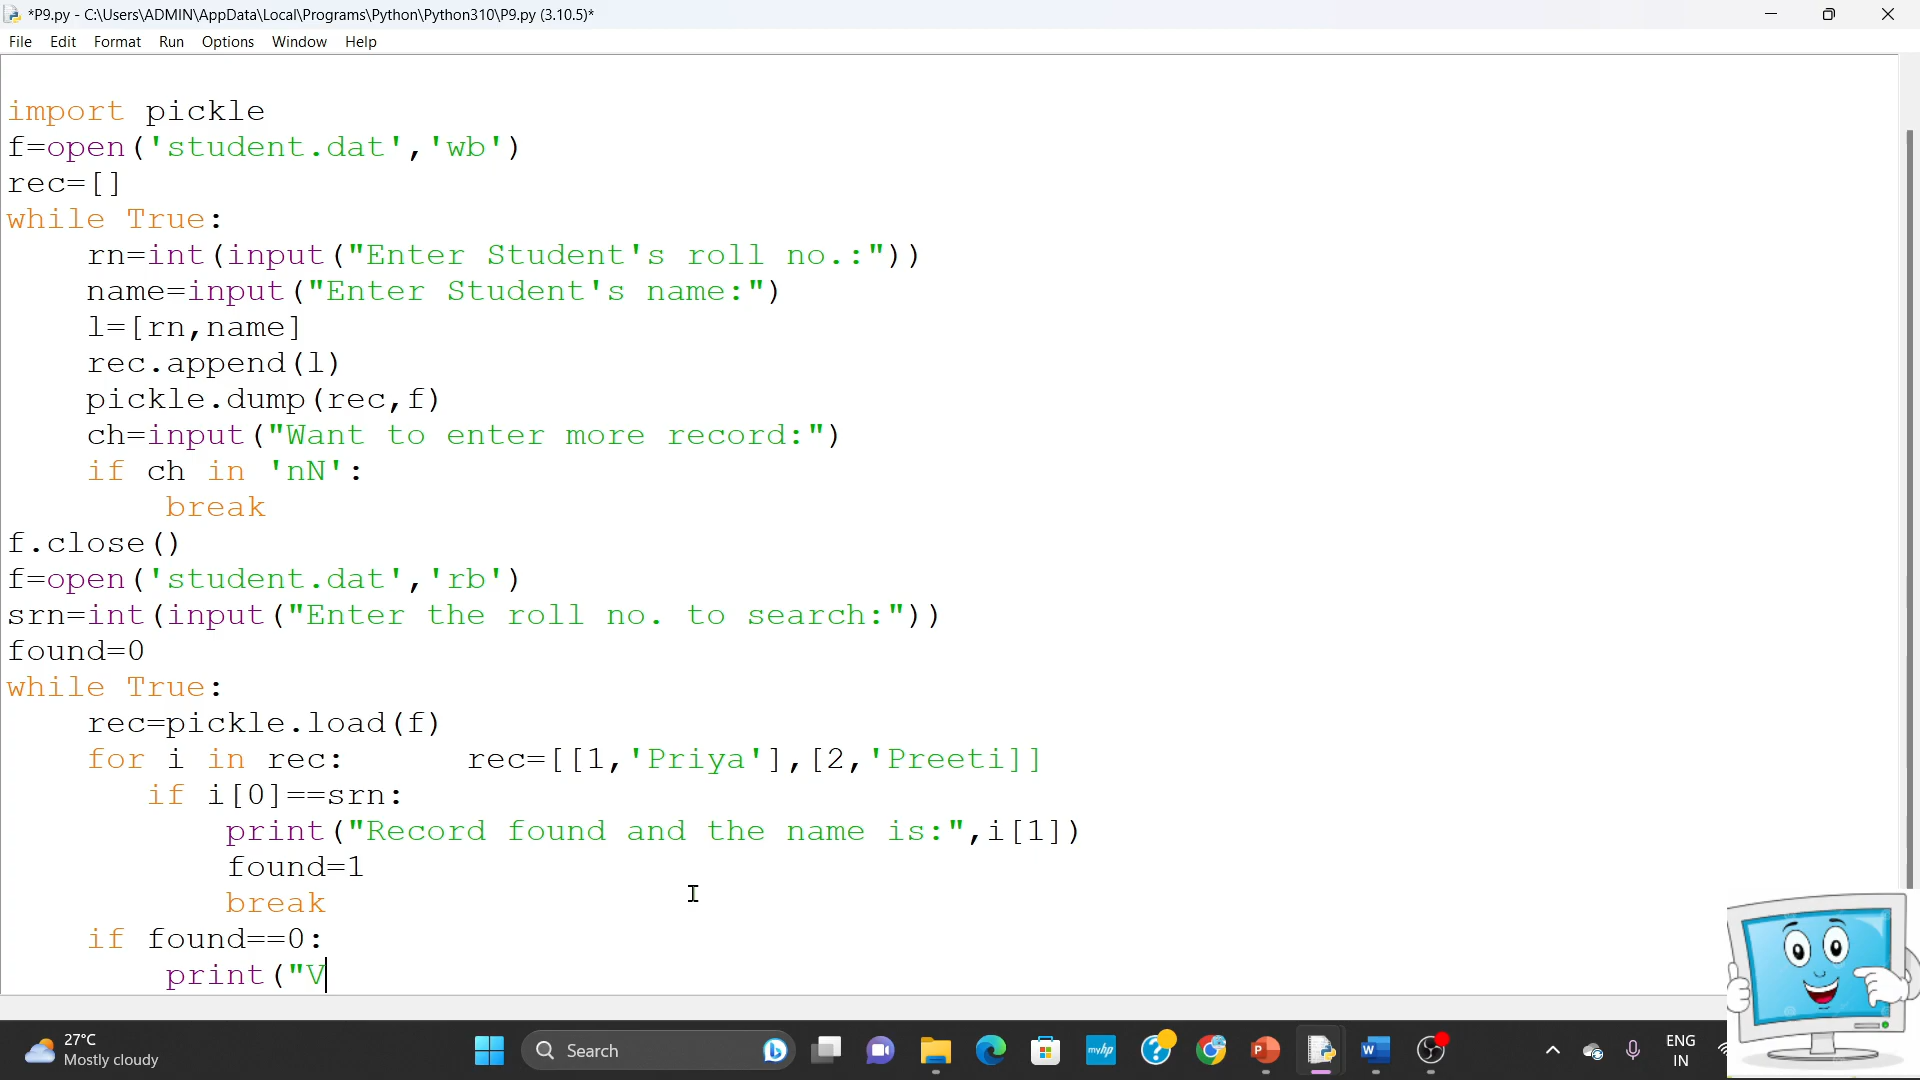 *P9.py - C:\Users\ADMIN\AppData\Local\Programs\Python\Python310\P9.py (3.10.5)*
File Edit Format Run Options Window Help
import pickle
f=open('student.dat','wb')
rec=[]
while True:
    rn=int(input("Enter Student's roll no.:"))
    name=input("Enter Student's name:")
    l=[rn,name]
    rec.append(l)
    pickle.dump(rec,f)
    ch=input("Want to enter more record:")
    if ch in 'nN':
        break
f.close()
f=open('student.dat','rb')
srn=int(input("Enter the roll no. to search:"))
found=0
while True:
    rec=pickle.load(f)
    for i in rec:      rec=[[1,'Priya'],[2,'Preeti]]
       if i[0]==srn:
           print("Record found and the name is:",i[1])
           found=1
           break
    if found==0:
        print("V
27°C
Mostly cloudy
Search
myhp
ENG
IN